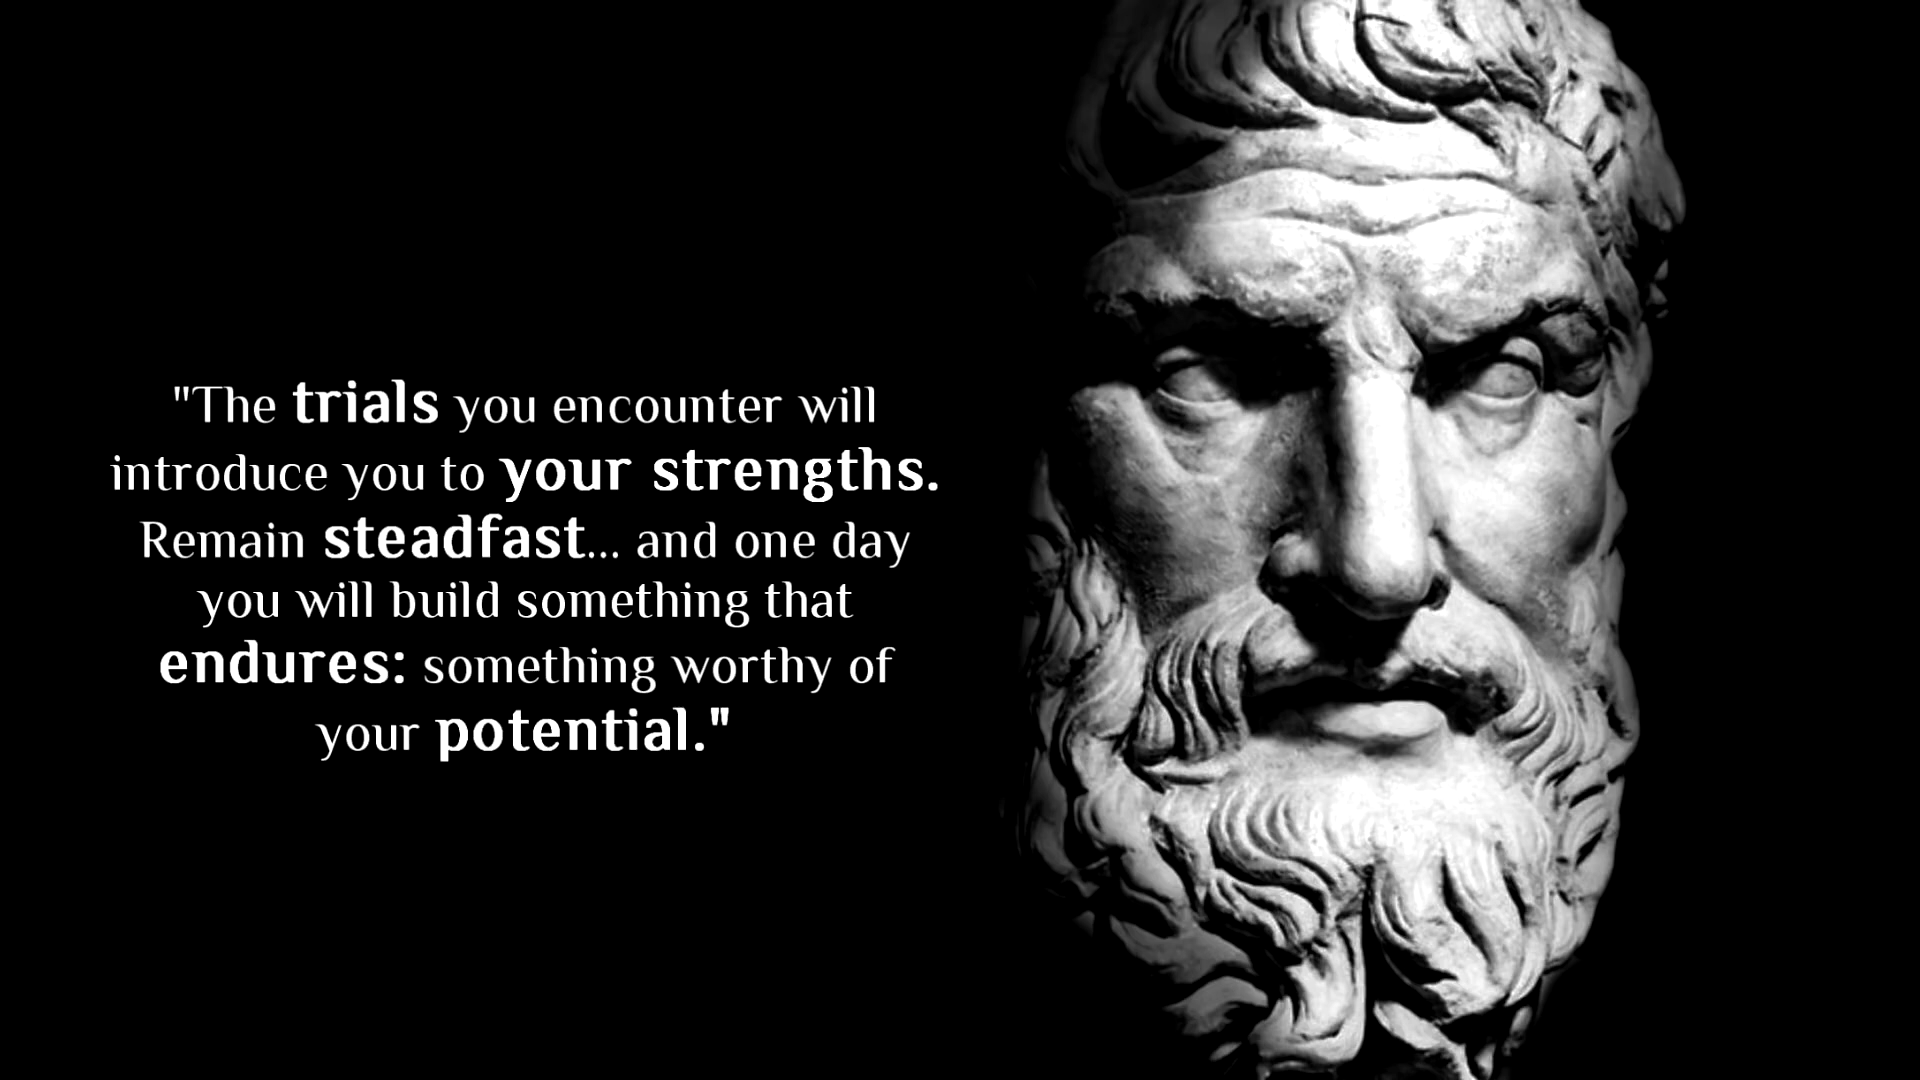 "The trials you encounter will
introduce you to your strengths.
Remain steadfast... and one day
you will build something that
endures: something worthy of
your potential."